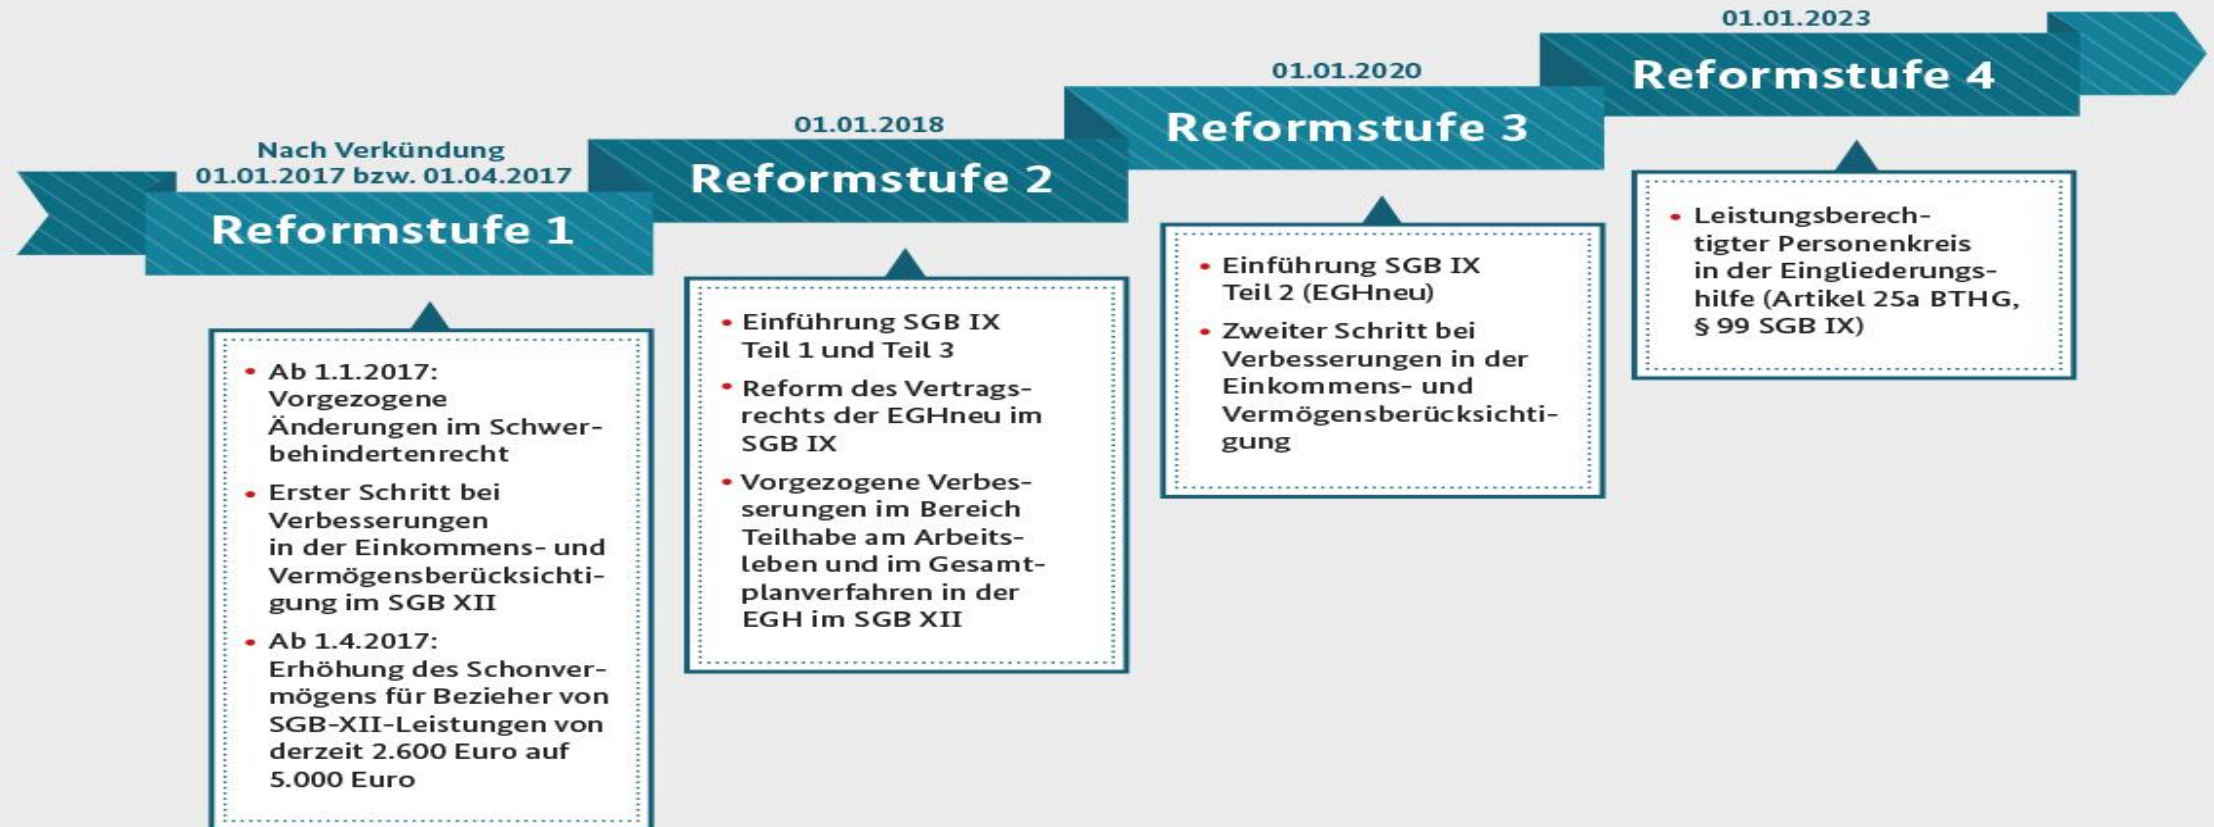 Nach Verkündung
01.01.2017 bzw. 01.04.2017
Reformstufe 1
• Ab 1.1.2017:
Vorgezogene
Änderungen im Schwer-
behindertenrecht
• Erster Schritt bei
Verbesserungen
in der Einkommens- und
Vermögensberücksichti-
gung im SGB XII
• Ab 1.4.2017:
Erhöhung des Schonver-
mögens für Bezieher von
SGB-XII-Leistungen von
derzeit 2.600 Euro auf
5.000 Euro
01.01.2018
Reformstufe 2
• Einführung SGB IX
Teil 1 und Teil 3
• Reform des Vertrags-
rechts der EGHneu im
SGB IX
• Vorgezogene Verbes-
serungen im Bereich
Teilhabe am Arbeits-
leben und im Gesamt-
planverfahren in der
EGH im SGB XII
01.01.2020
Reformstufe 3
• Einführung SGB IX
Teil 2 (EGHneu)
• Zweiter Schritt bei
Verbesserungen in der
Einkommens- und
Vermögensberücksichti-
gung
01.01.2023
Reformstufe 4
• Leistungsberech-
tigter Personenkreis
in der Eingliederungs-
hilfe (Artikel 25a BTHG,
§ 99 SGB IX)